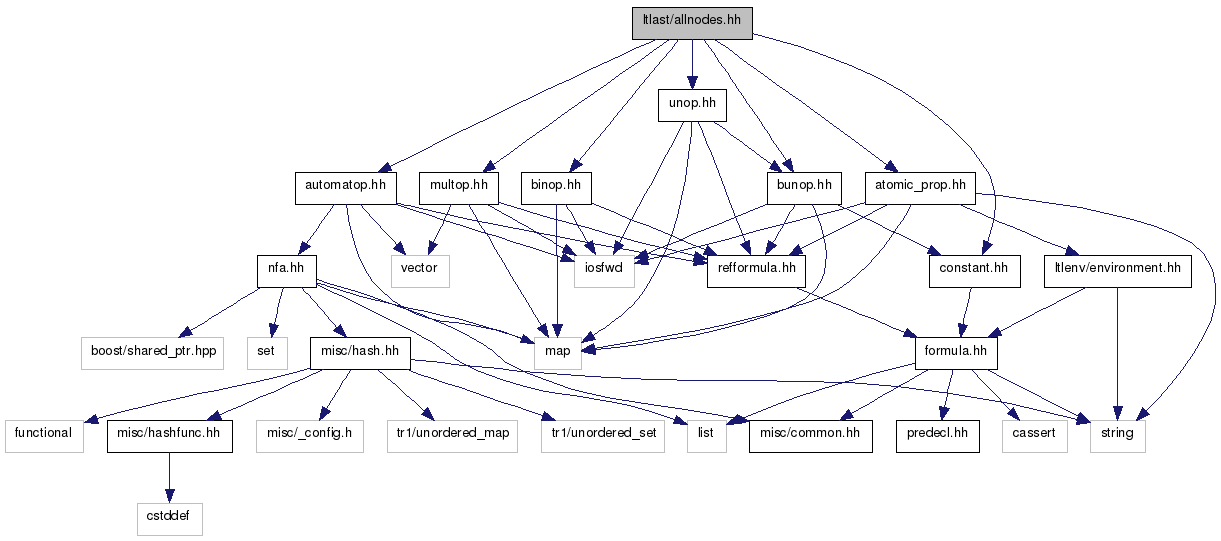 ltlast/allnodes.hh
unop.hh
automatop.hh
multop.hh
binop.hh
bunop.hh
atomic_prop.hh
nfa.hh
vector
iosfwd
refformula.hh
constant.hh
ltlenv/environment.hh
boost/shared_ptr.hpp
set
misc/hash.hh
map
formula.hh
functional
misc/hashfunc.hh
misc/_config.h
tr1/unordered_map
tr1/unordered_set
list
misc/common.hh
predecl.hh
cassert
string
cstddef